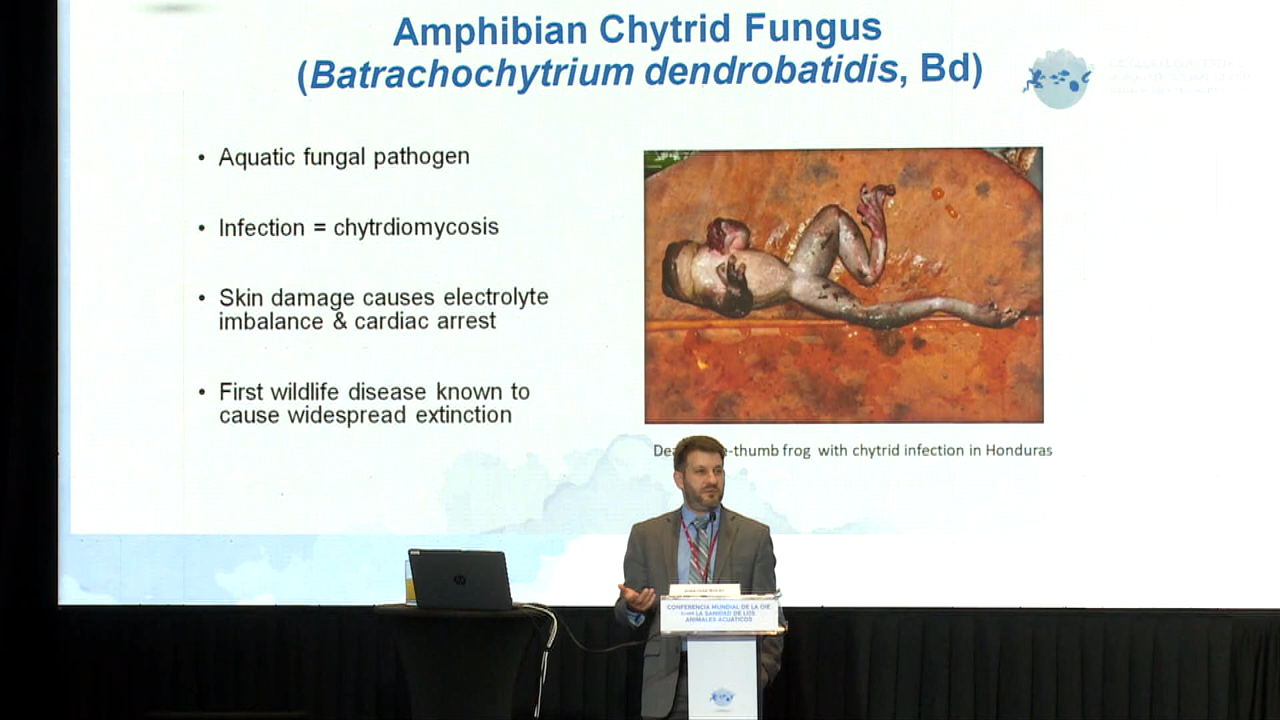 Amphibian Chytrid Fungus
(Batrachochytrium dendrobatidis, Bd)
• Aquatic fungal pathogen
• Infection = chytrdiomycosis
• Skin damage causes electrolyte
imbalance & cardiac arrest
• First wildlife disease known to
cause widespread extinction
-thumb frog with chytrid infection in Honduras
hp
CONFERENCIA MUNDIAL DE LA OIE
LA SANIDAD DE LOS
ANIMALES ACUÁTICOS